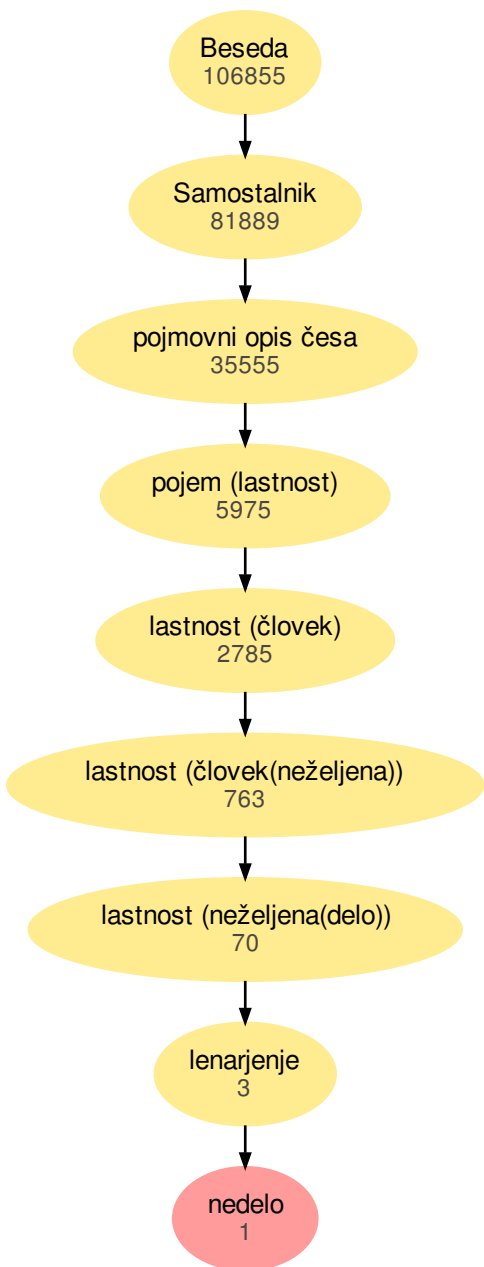 Beseda
106855
Samostalnik
81889
pojmovni opis česa
35555
pojem (lastnost)
5975
lastnost (človek)
2785
lastnost (človek(neželjena))
763
lastnost (neželjena(delo))
70
lenarjenje
3
nedelo
1